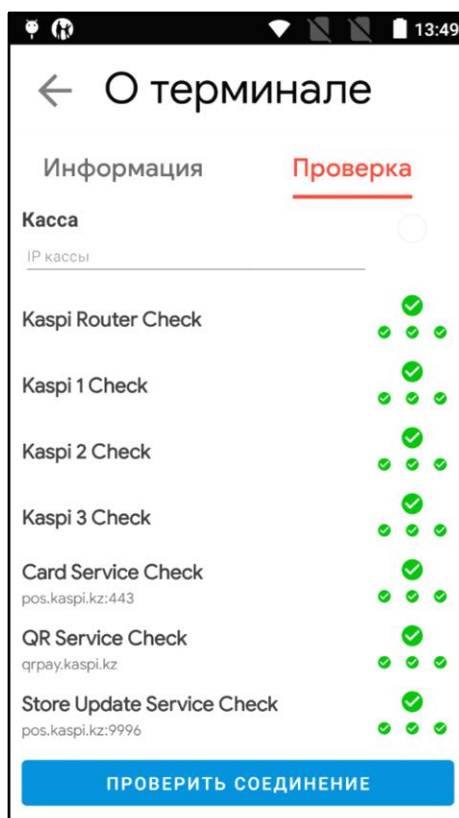 13:49
О терминале
Информация Проверка
Касса
IP кассы
Kaspi Router Check
Kaspi 1 Check
Kaspi 2 Check
Kaspi 3 Check
Card Service Check
pos.kaspi.kz:443
QR Service Check
qrpay.kaspi.kz
Store Update Service Check
pos.kaspi.kz:9996
ПРОВЕРИТЬ СОЕДИНЕНИЕ